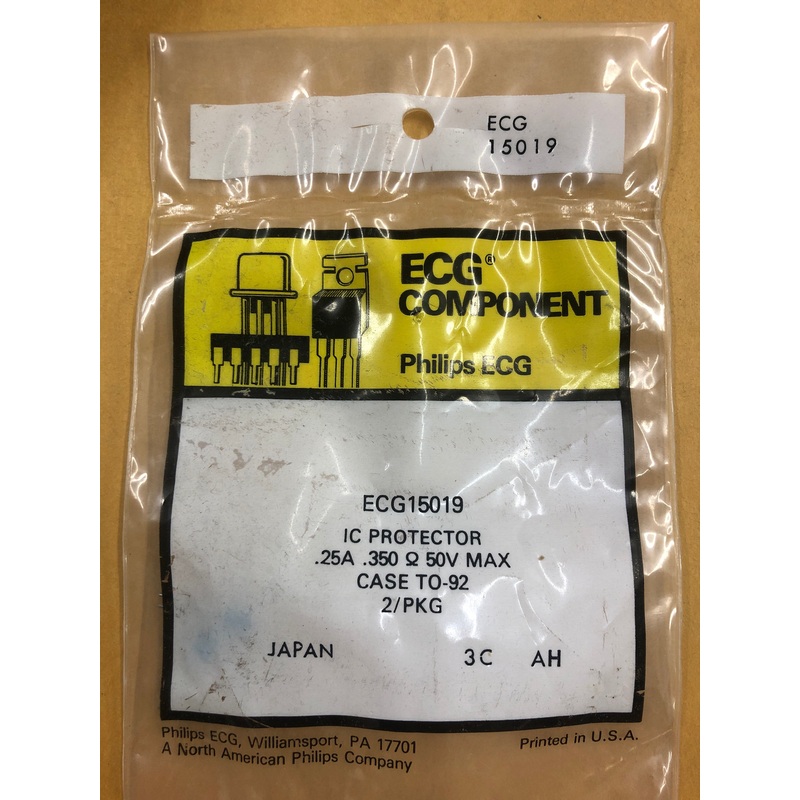 ECG
15019
ECG®
COMPONENT
Philips ECG
ECG15019
IC PROTECTOR
.25A .350 Ω 50V MAX
CASE TO-92
2/PKG
JAPAN 3C AH
Philips ECG, Williamsport, PA 17701
A North American Philips Company
Printed in U.S.A.